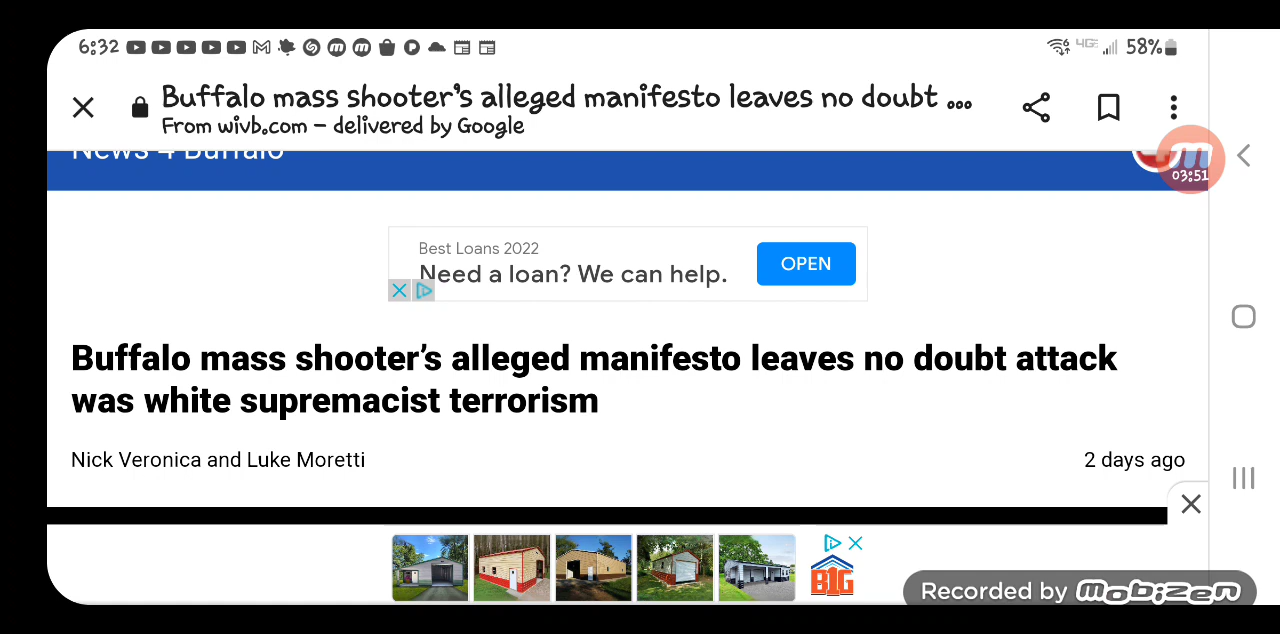 6:32
4GE 58%
Buffalo mass shooter's alleged manifesto leaves no doubt ...
From wivb.com – delivered by Google
News 4 Buffalo
03:51
Best Loans 2022
Need a loan? We can help.
OPEN
Buffalo mass shooter's alleged manifesto leaves no doubt attack
was white supremacist terrorism
Nick Veronica and Luke Moretti
2 days ago
B1G
Recorded by mobizen